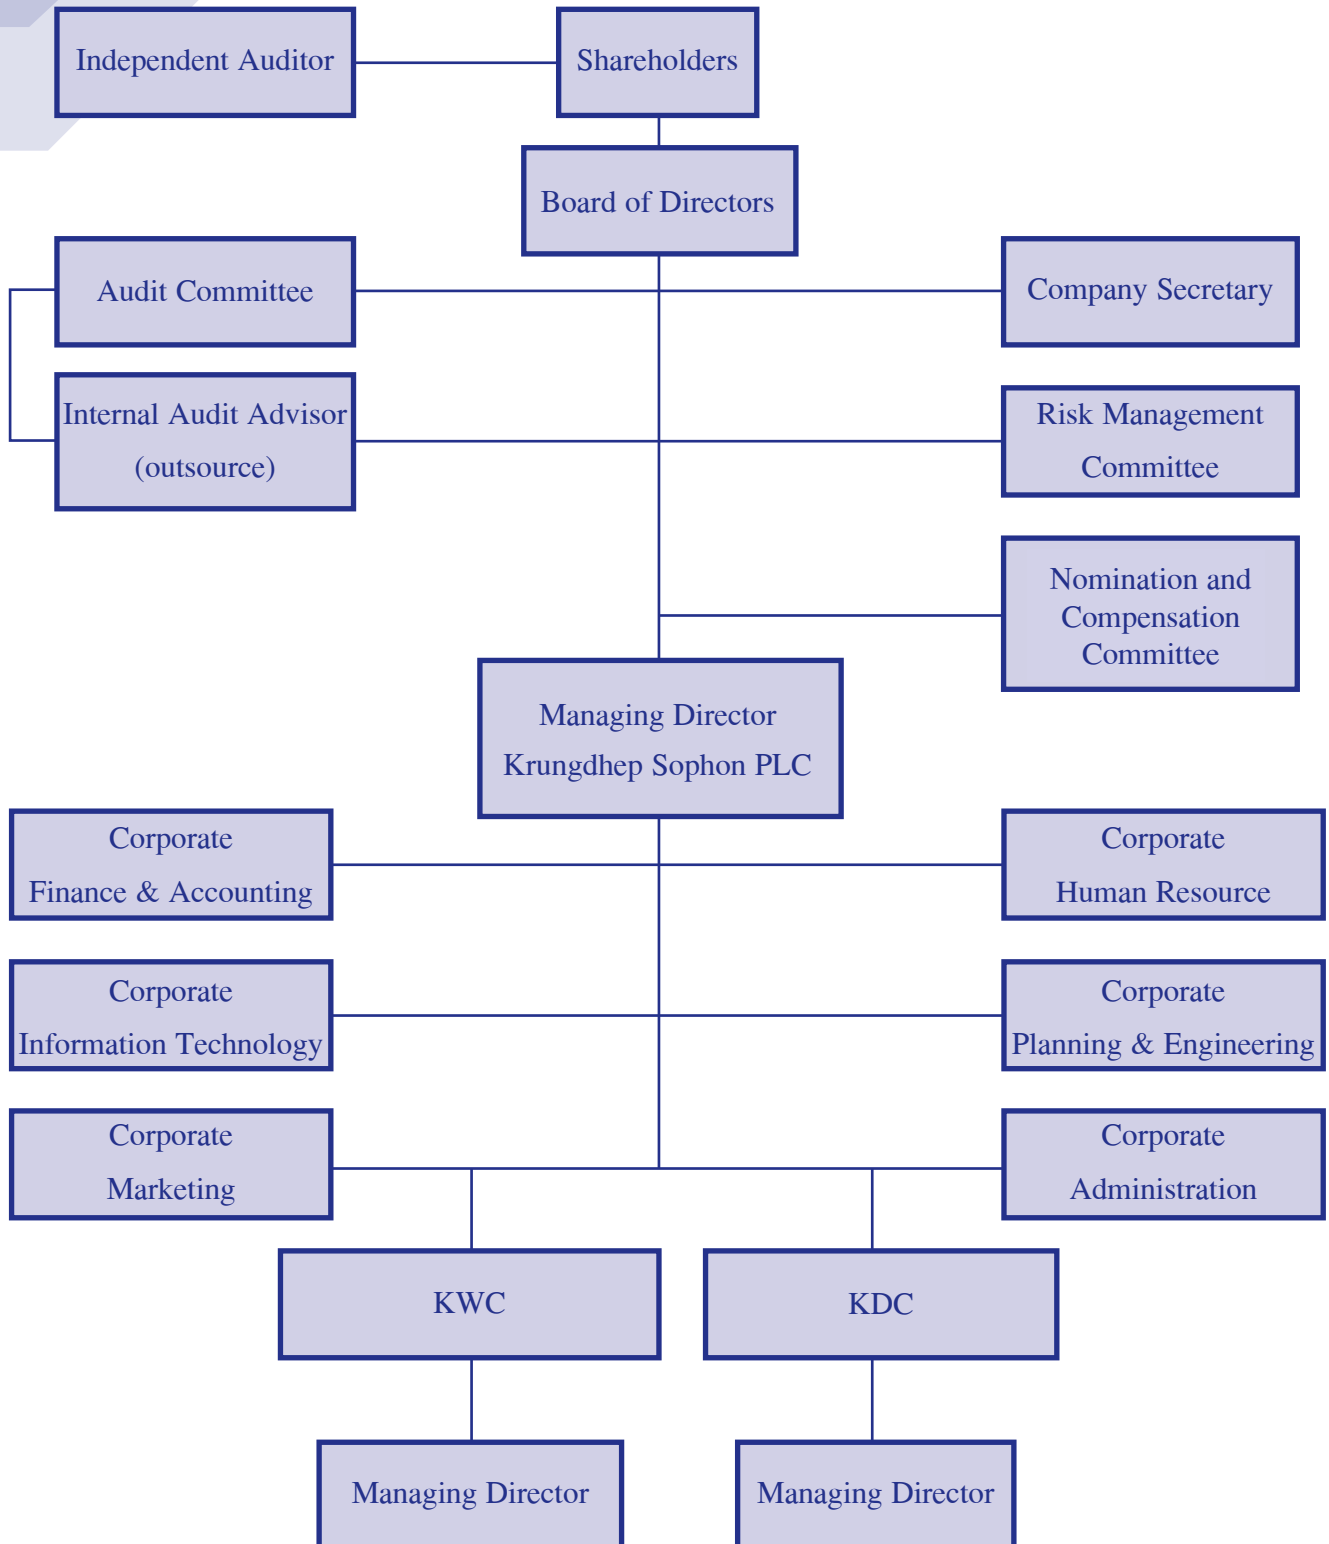 Independent Auditor
Shareholders
Board of Directors
Audit Committee
Company Secretary
Internal Audit Advisor
(outsource)
Risk Management
Committee
Nomination and
Compensation
Committee
Managing Director
Krungdhep Sophon PLC
Corporate
Finance & Accounting
Corporate
Human Resource
Corporate
Information Technology
Corporate
Planning & Engineering
Corporate
Marketing
Corporate
Administration
KWC
KDC
Managing Director
Managing Director